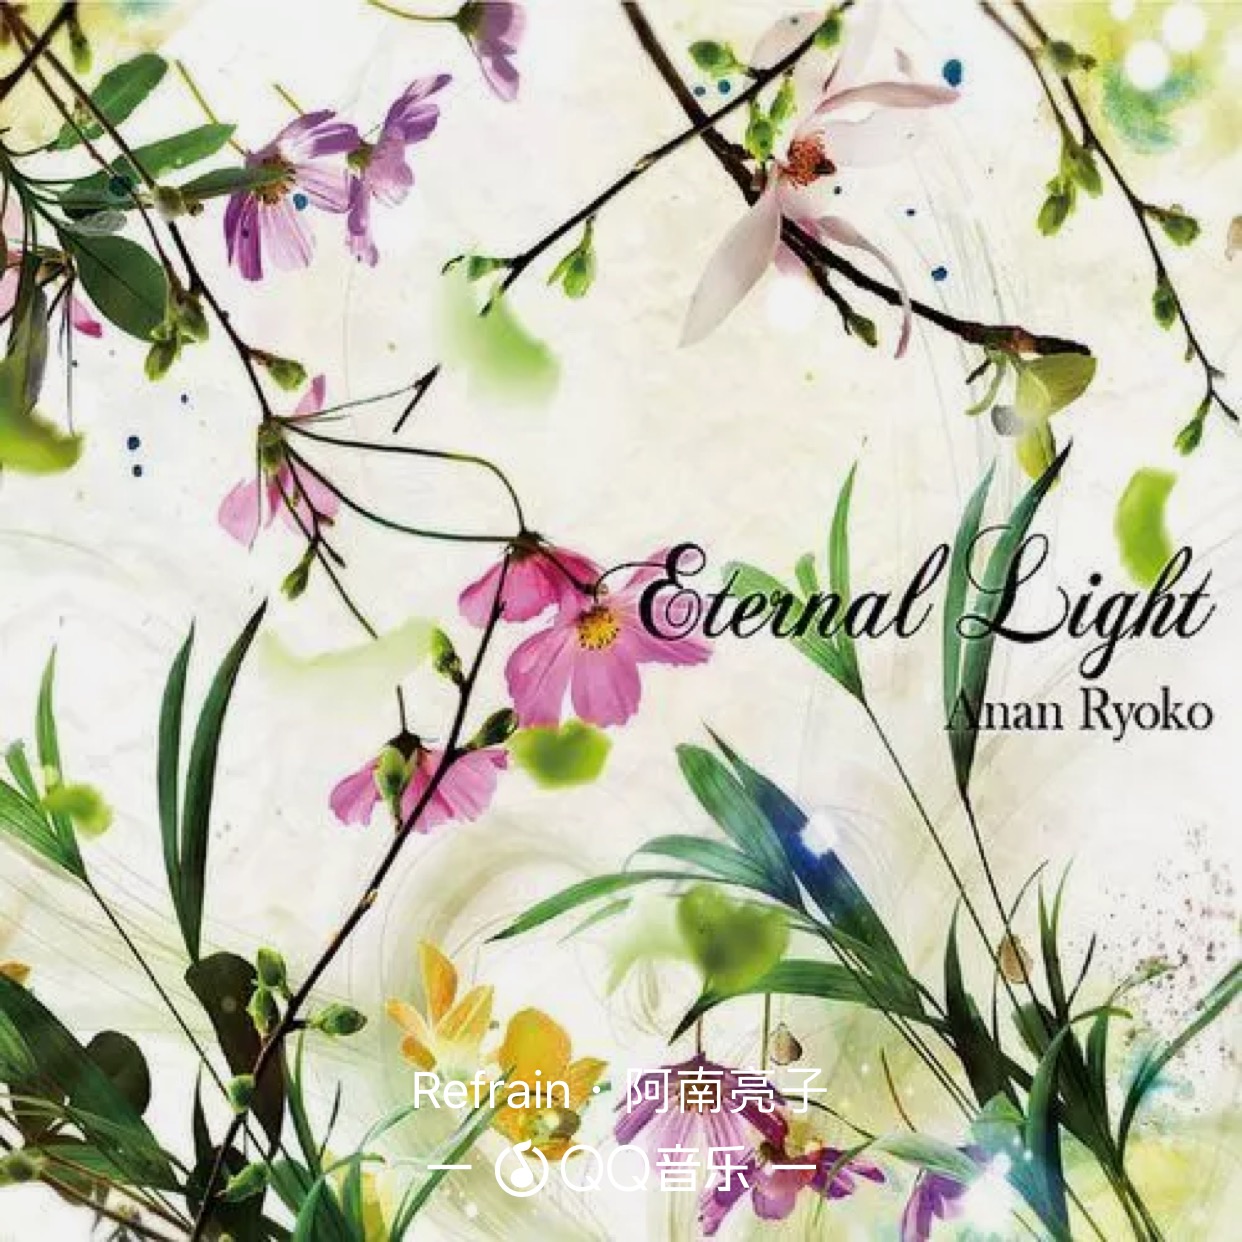 Eternal Light
Anan Ryoko
Refrain · 阿南亮子
QQ音乐